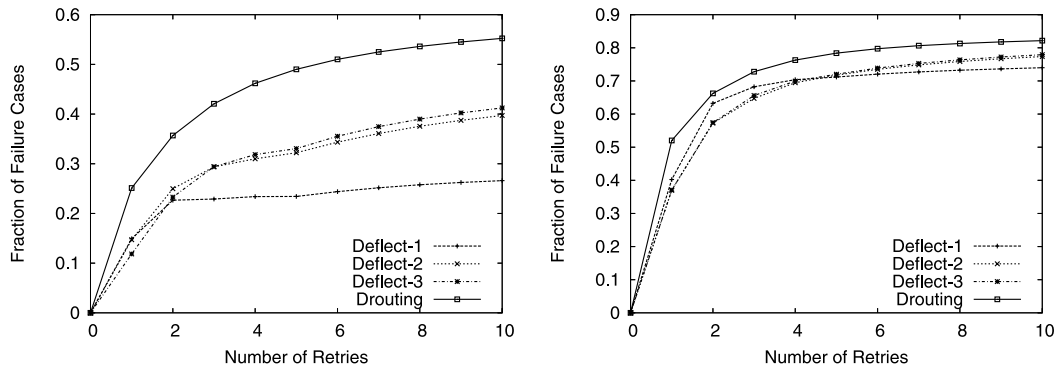 0.6
0.5
0.4
0.3
0.2
0.1
0
0 2 4 6 8 10
Fraction of Failure Cases
Number of Retries
Deflect-1
Deflect-2
Deflect-3
Drouting
0.9
0.8
0.7
0.6
0.5
0.4
0.3
0.2
0.1
0
0 2 4 6 8 10
Fraction of Failure Cases
Number of Retries
Deflect-1
Deflect-2
Deflect-3
Drouting